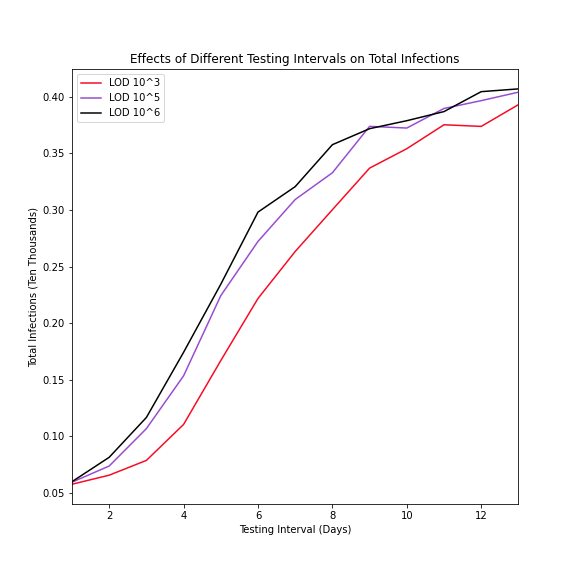 Effects of Different Testing Intervals on Total Infections
LOD 10^3
LOD 10^5
LOD 10^6
Total Infections (Ten Thousands)
0.40
0.35
0.30
0.25
0.20
0.15
0.10
0.05
2 4 6 8 10 12
Testing Interval (Days)